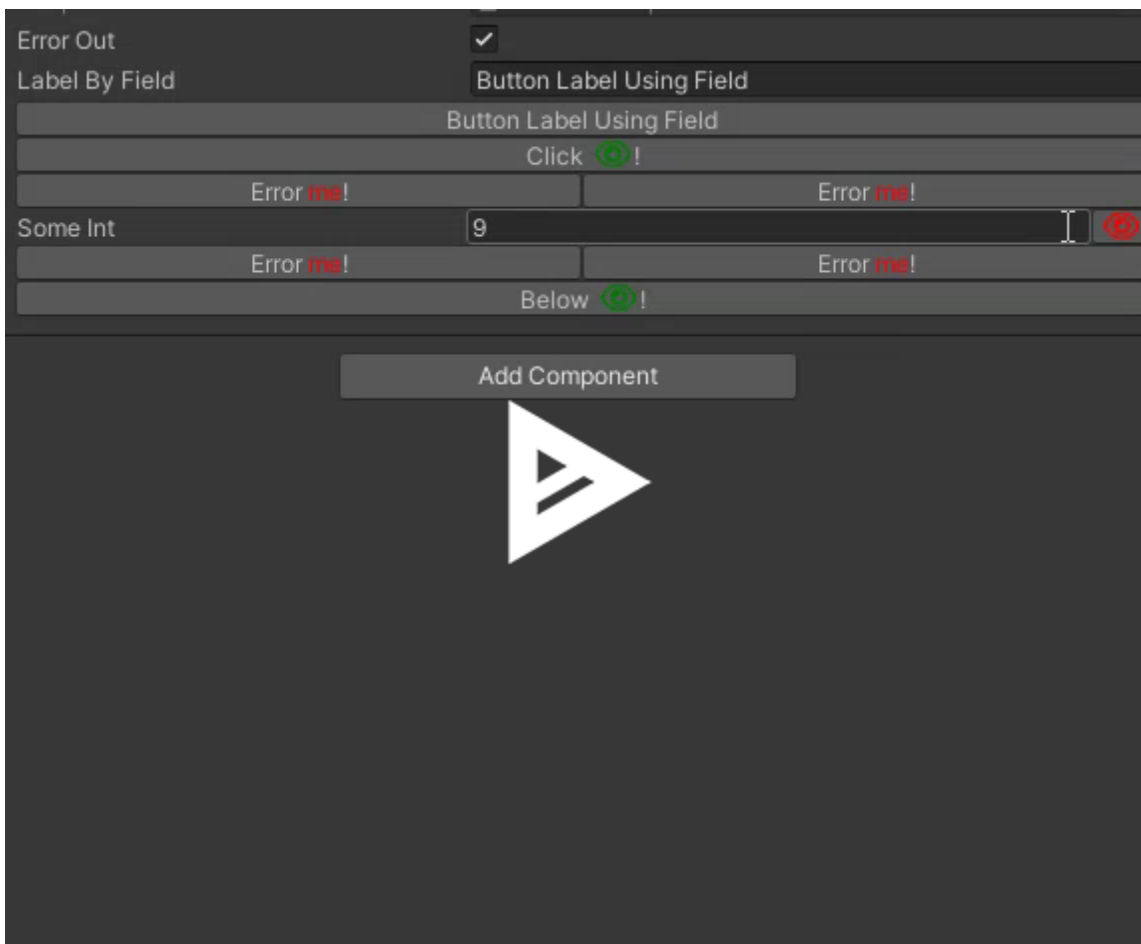 Error Out
Label By Field Button Label Using Field
Button Label Using Field
Click !
Error me! Error me!
Some Int 9
Error me! Error me!
Below !
Add Component